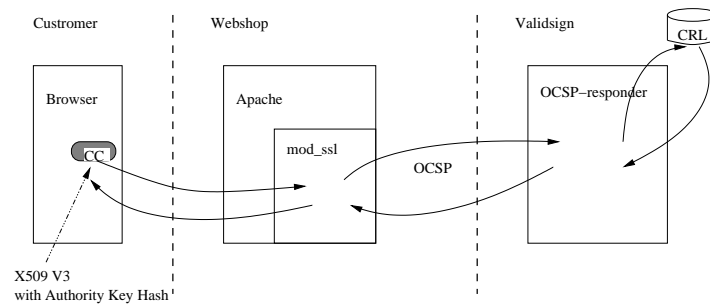 Custromer
Webshop
Validsign
CRL
Browser
Apache
OCSP-responder
CC
mod_ssl
OCSP
X509 V3
with Authority Key Hash